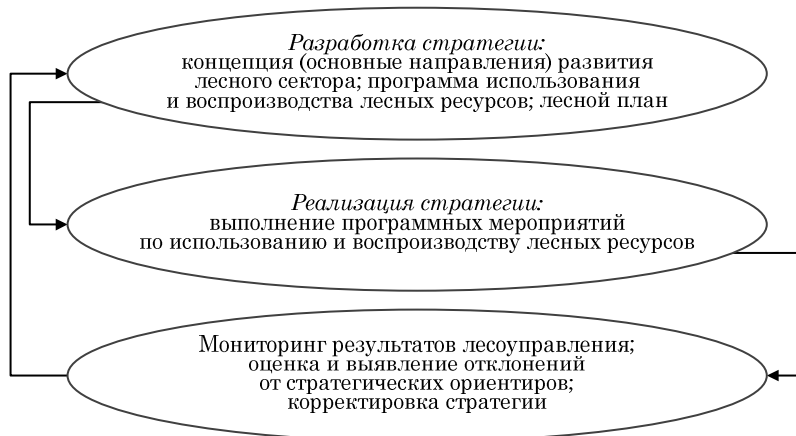 Разработка стратегии:
концепция (основные направления) развития
лесного сектора; программа использования
и воспроизводства лесных ресурсов; лесной план
Реализация стратегии:
выполнение программных мероприятий
по использованию и воспроизводству лесных ресурсов
Мониторинг результатов лесоуправления;
оценка и выявление отклонений
от стратегических ориентиров;
корректировка стратегии